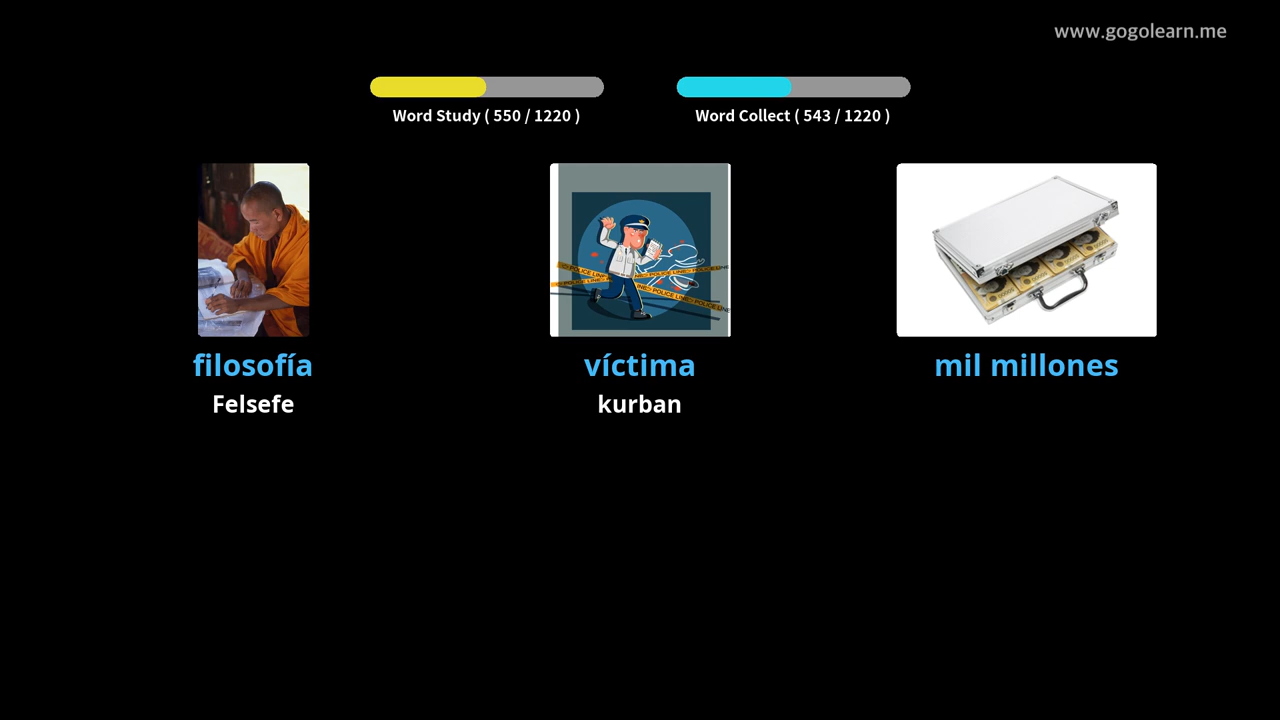 www.gogolearn.me
Word Study ( 550 / 1220 )
Word Collect ( 543 / 1220 )
filosofía
Felsefe
víctima
kurban
mil millones